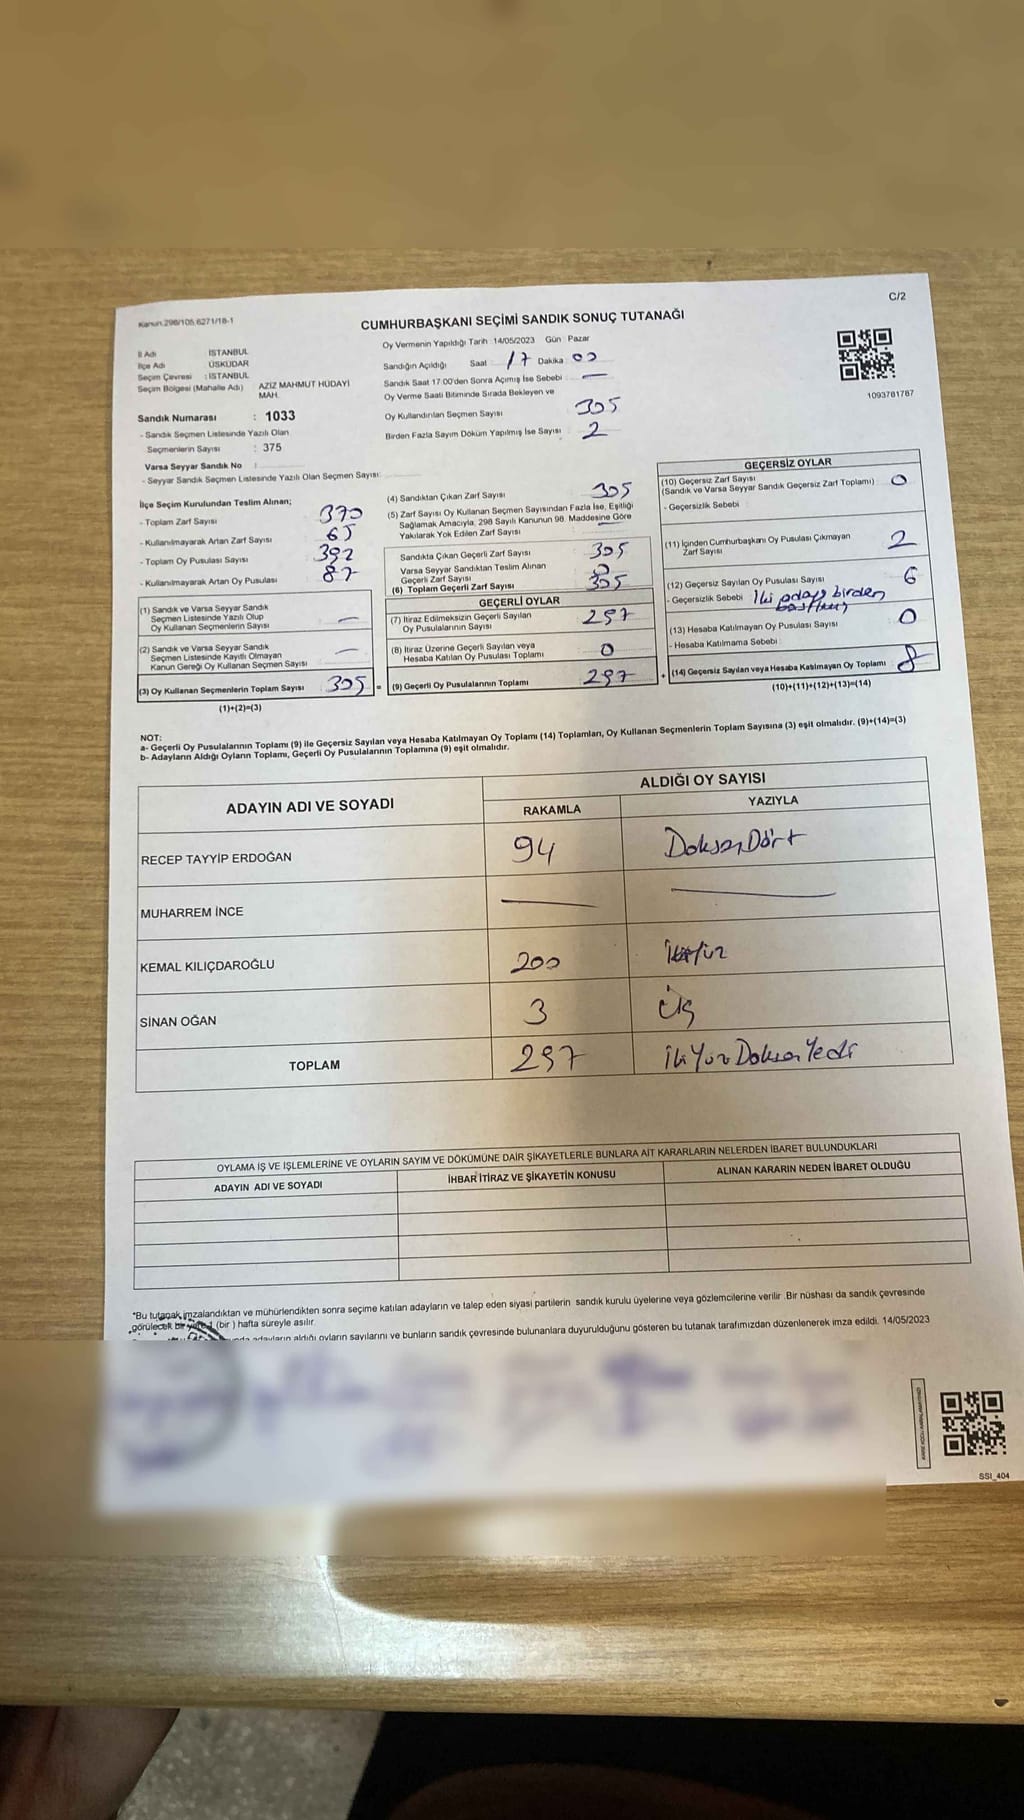 C/2
Kanun.298/105,6271/18-1
CUMHURBAŞKANI SEÇİMİ SANDIK SONUÇ TUTANAĞI
İl Adı İSTANBUL
İlçe Adı ÜSKÜDAR
Seçim Çevresi : İSTANBUL
Seçim Bölgesi (Mahalle Adı) AZİZ MAHMUT HÜDAYİ MAH.
Sandık Numarası : 1033
- Sandık Seçmen Listesinde Yazılı Olan
Seçmenlerin Sayısı : 375
Varsa Seyyar Sandık No
- Seyyar Sandık Seçmen Listesinde Yazılı Olan Seçmen Sayısı:
Oy Vermenin Yapıldığı Tarih 14/05/2023 Gün Pazar
Sandığın Açıldığı Saat 17 Dakika 00
Sandık Saat 17:00'den Sonra Açımış İse Sebebi : —
Oy Verme Saati Bitiminde Sırada Bekleyen ve
Oy Kullandırılan Seçmen Sayısı 305
Birden Fazla Sayım Döküm Yapılmış İse Sayısı 2
1093781787
İlçe Seçim Kurulundan Teslim Alınan;
- Toplam Zarf Sayısı 370
- Kullanılmayarak Artan Zarf Sayısı 65
- Toplam Oy Pusulası Sayısı 392
- Kullanılmayarak Artan Oy Pusulası 87
(1) Sandık ve Varsa Seyyar Sandık
Seçmen Listesinde Yazılı Olup
Oy Kullanan Seçmenlerin Sayısı —
(2) Sandık ve Varsa Seyyar Sandık
Seçmen Listesinde Kayıtlı Olmayan
Kanun Gereği Oy Kullanan Seçmen Sayısı —
(3) Oy Kullanan Seçmenlerin Toplam Sayısı 305 =
(1)+(2)=(3)
(4) Sandıktan Çıkan Zarf Sayısı 305
(5) Zarf Sayısı Oy Kullanan Seçmen Sayısından Fazla İse, Eşitliği
Sağlamak Amacıyla, 298 Sayılı Kanunun 98. Maddesine Göre
Yakılarak Yok Edilen Zarf Sayısı
Sandıkta Çıkan Geçerli Zarf Sayısı 305
Varsa Seyyar Sandıktan Teslim Alınan
Geçerli Zarf Sayısı 0
(6) Toplam Geçerli Zarf Sayısı 305
GEÇERLİ OYLAR
(7) İtiraz Edilmeksizin Geçerli Sayılan
Oy Pusulalarının Sayısı 297
(8) İtiraz Üzerine Geçerli Sayılan veya
Hesaba Katılan Oy Pusulası Toplamı 0
(9) Geçerli Oy Pusulalarının Toplamı 297 +
GEÇERSİZ OYLAR
(10) Geçersiz Zarf Sayısı
(Sandık ve Varsa Seyyar Sandık Geçersiz Zarf Toplamı) 0
- Geçersizlik Sebebi
(11) İçinden Cumhurbaşkanı Oy Pusulası Çıkmayan
Zarf Sayısı 2
(12) Geçersiz Sayılan Oy Pusulası Sayısı 6
- Geçersizlik Sebebi İki adaya birden
(13) Hesaba Katılmayan Oy Pusulası Sayısı 0
- Hesaba Katılmama Sebebi
(14) Geçersiz Sayılan veya Hesaba Katılmayan Oy Toplamı 8
(10)+(11)+(12)+(13)=(14)
NOT:
a- Geçerli Oy Pusulalarının Toplamı (9) ile Geçersiz Sayılan veya Hesaba Katılmayan Oy Toplamı (14) Toplamları, Oy Kullanan Seçmenlerin Toplam Sayısına (3) eşit olmalıdır. (9)+(14)=(3)
b- Adayların Aldığı Oyların Toplamı, Geçerli Oy Pusulalarının Toplamına (9) eşit olmalıdır.
ADAYIN ADI VE SOYADI ALDIĞI OY SAYISI
RAKAMLA YAZIYLA
RECEP TAYYİP ERDOĞAN 94 DoksanDört
MUHARREM İNCE — —
KEMAL KILIÇDAROĞLU 200 İkiyüz
SİNAN OĞAN 3 Üç
TOPLAM 297 İkiYüzDoksanYedi
OYLAMA İŞ VE İŞLEMLERİNE VE OYLARIN SAYIM VE DÖKÜMÜNE DAİR ŞİKAYETLERLE BUNLARA AİT KARARLARIN NELERDEN İBARET BULUNDUKLARI
ADAYIN ADI VE SOYADI İHBAR İTİRAZ VE ŞİKAYETİN KONUSU ALINAN KARARIN NEDEN İBARET OLDUĞU
*Bu tutanak imzalandıktan ve mühürlendikten sonra seçime katılan adayların ve talep eden siyasi partilerin sandık kurulu üyelerine veya gözlemcilerine verilir .Bir nüshası da sandık çevresinde
görülecek bir yere 1 (bir ) hafta süreyle asılır.
adayların aldığı oyların sayılarını ve bunların sandık çevresinde bulunanlara duyurulduğunu gösteren bu tutanak tarafımızdan düzenlenerek imza edildi. 14/05/2023
SSI_404